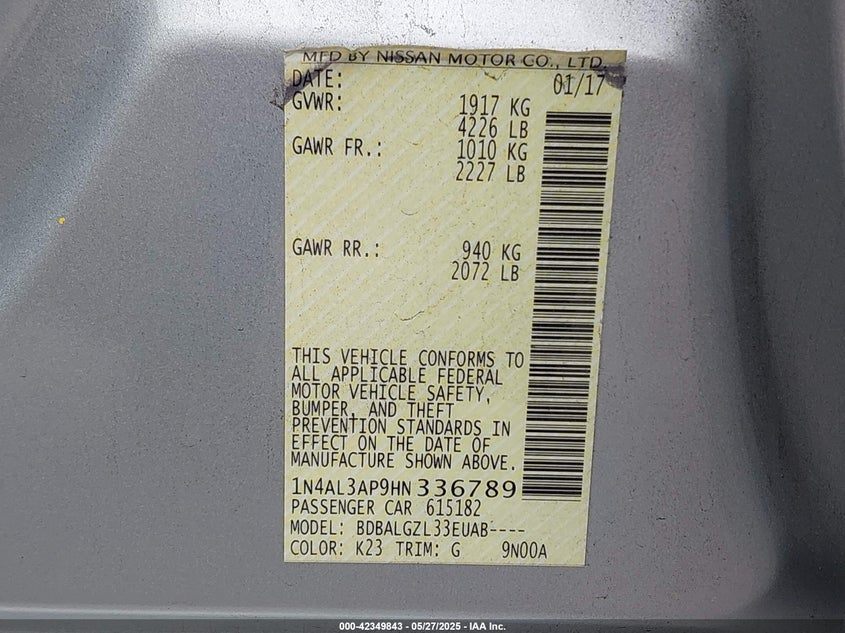 MFD BY NISSAN MOTOR CO., LTD.
DATE: 01/17
GVWR: 1917 KG
4226 LB
GAWR FR.: 1010 KG
2227 LB
GAWR RR.: 940 KG
2072 LB
THIS VEHICLE CONFORMS TO
ALL APPLICABLE FEDERAL
MOTOR VEHICLE SAFETY,
BUMPER, AND THEFT
PREVENTION STANDARDS IN
EFFECT ON THE DATE OF
MANUFACTURE SHOWN ABOVE.
1N4AL3AP9HN336789
PASSENGER CAR 615182
MODEL: BDBALGZL33EUAB----
COLOR: K23 TRIM: G 9N00A
000-42349843 / 05/27/2025 - IAA Inc.